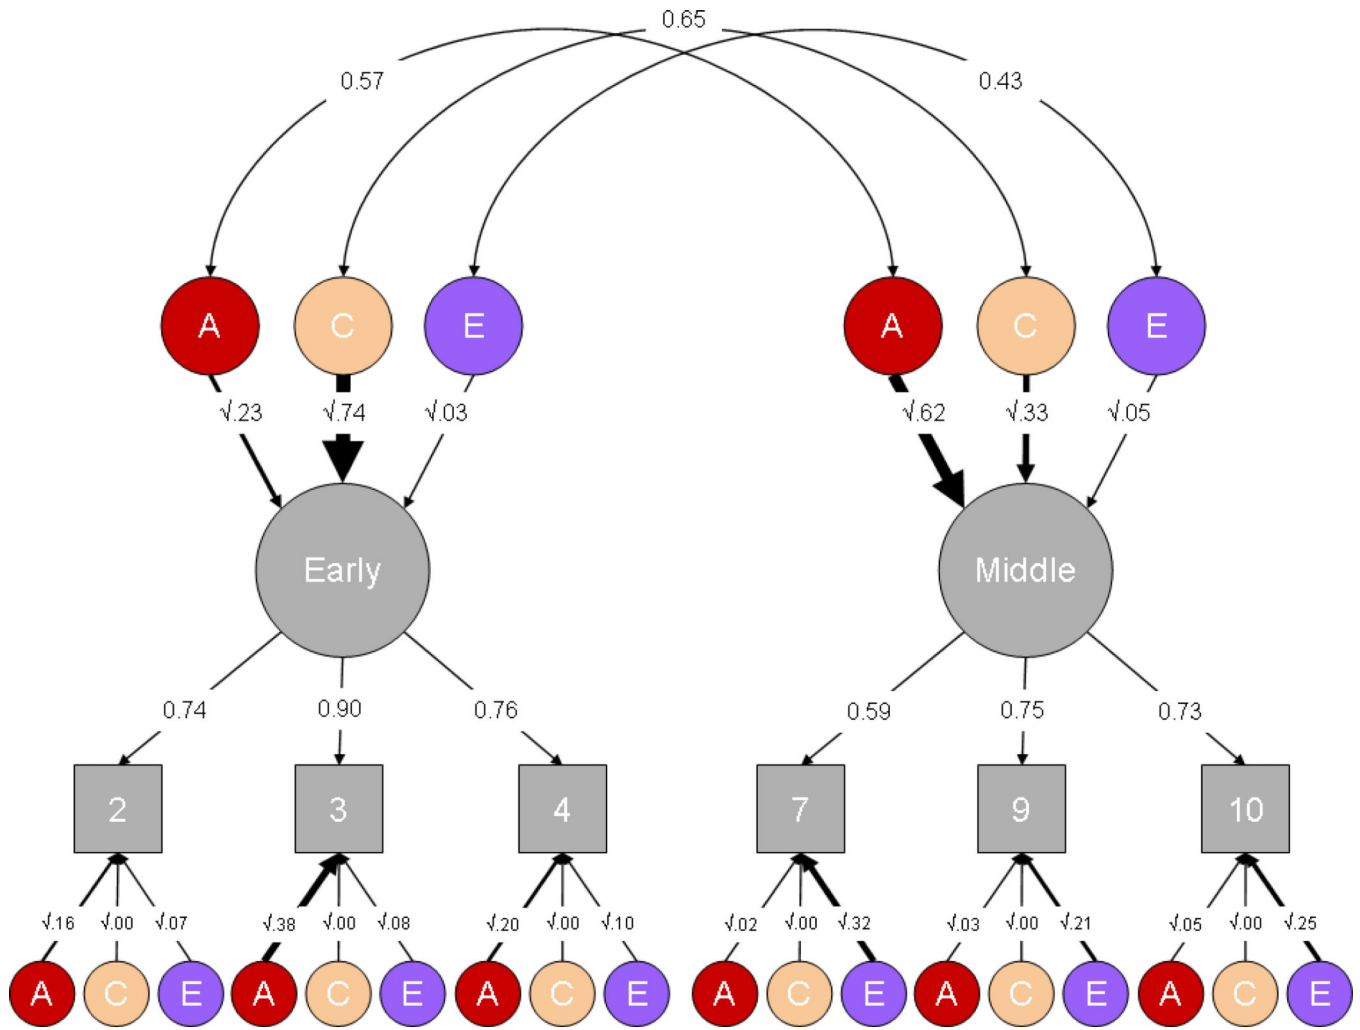 0.65
0.57 0.43
A C E A C E
√.23 √.74 √.03 √.62 √.33 √.05
Early Middle
0.74 0.90 0.76 0.59 0.75 0.73
2 3 4 7 9 10
√.16 √.00 √.07 √.38 √.00 √.08 √.20 √.00 √.10 √.02 √.00 √.32 √.03 √.00 √.21 √.05 √.00 √.25
A C E A C E A C E A C E A C E A C E